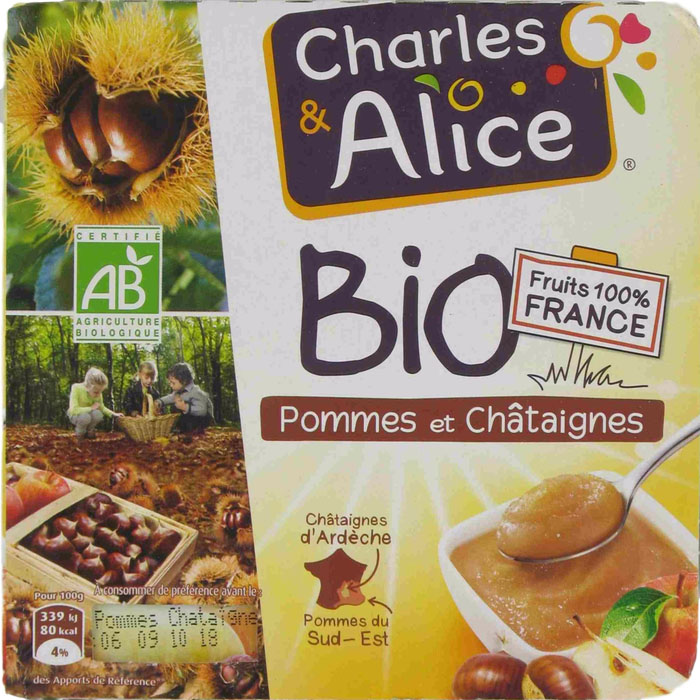 Charles
& Alice
®
CERTIFIÉ
AB
AGRICULTURE
BIOLOGIQUE
BiO
Fruits 100%
FRANCE
Pommes et Châtaignes
Châtaignes
d'Ardèche
Pommes du
Sud-Est
Pour 100g
A consommer de préférence avant le :
339 kJ
80 kcal
4%
Pommes Chataigne
06 09 10 18
des Apports de Référence*